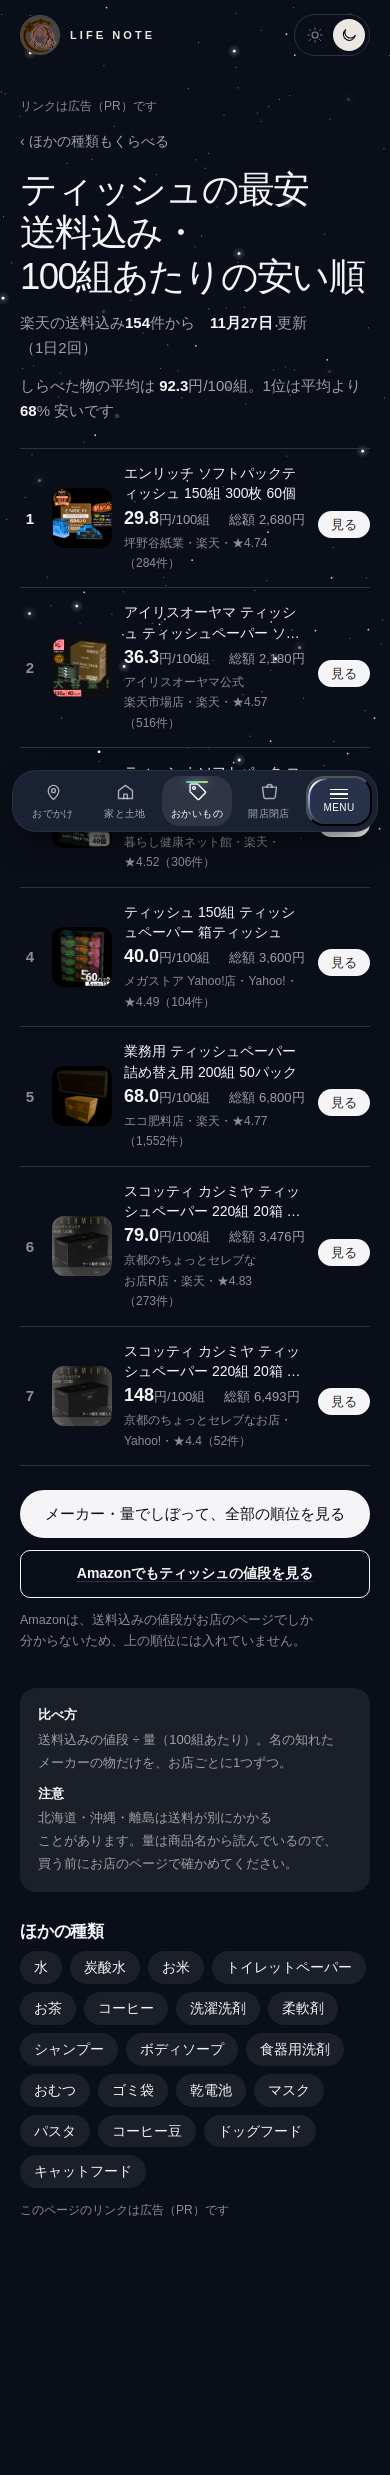 LIFE NOTE
リンクは広告（PR）です
‹ ほかの種類もくらべる
ティッシュの最安
送料込み・
100組あたりの安い順
楽天の送料込み154件から　11月27日 更新
（1日2回）
しらべた物の平均は 92.3円/100組。1位は平均より
68% 安いです。
エンリッチ ソフトパックテ
1
ィッシュ 150組 300枚 60個
29.8円/100組　総額 2,680円
見る
坪野谷紙業・楽天・★4.74
（284件）
アイリスオーヤマ ティッシ
ュ ティッシュペーパー ソ…
2
36.3円/100組　総額 2,180円
見る
アイリスオーヤマ公式
楽天市場店・楽天・★4.57
（516件）
おでかけ
家と土地
おかいもの
開店閉店
MENU
暮らし健康ネット館・楽天・
★4.52（306件）
ティッシュ 150組 ティッシ
ュペーパー 箱ティッシュ
4
40.0円/100組　総額 3,600円
見る
メガストア Yahoo!店・Yahoo!・
★4.49（104件）
業務用 ティッシュペーパー
詰め替え用 200組 50パック
5
68.0円/100組　総額 6,800円
見る
エコ肥料店・楽天・★4.77
（1,552件）
スコッティ カシミヤ ティッ
シュペーパー 220組 20箱 …
6
79.0円/100組　総額 3,476円
見る
京都のちょっとセレブな
お店R店・楽天・★4.83
（273件）
スコッティ カシミヤ ティッ
シュペーパー 220組 20箱 …
7
148円/100組　総額 6,493円
見る
京都のちょっとセレブなお店・
Yahoo!・★4.4（52件）
メーカー・量でしぼって、全部の順位を見る
Amazonでもティッシュの値段を見る
Amazonは、送料込みの値段がお店のページでしか
分からないため、上の順位には入れていません。
比べ方
送料込みの値段 ÷ 量（100組あたり）。名の知れた
メーカーの物だけを、お店ごとに1つずつ。
注意
北海道・沖縄・離島は送料が別にかかる
ことがあります。量は商品名から読んでいるので、
買う前にお店のページで確かめてください。
ほかの種類
水
炭酸水
お米
トイレットペーパー
お茶
コーヒー
洗濯洗剤
柔軟剤
シャンプー
ボディソープ
食器用洗剤
おむつ
ゴミ袋
乾電池
マスク
パスタ
コーヒー豆
ドッグフード
キャットフード
このページのリンクは広告（PR）です